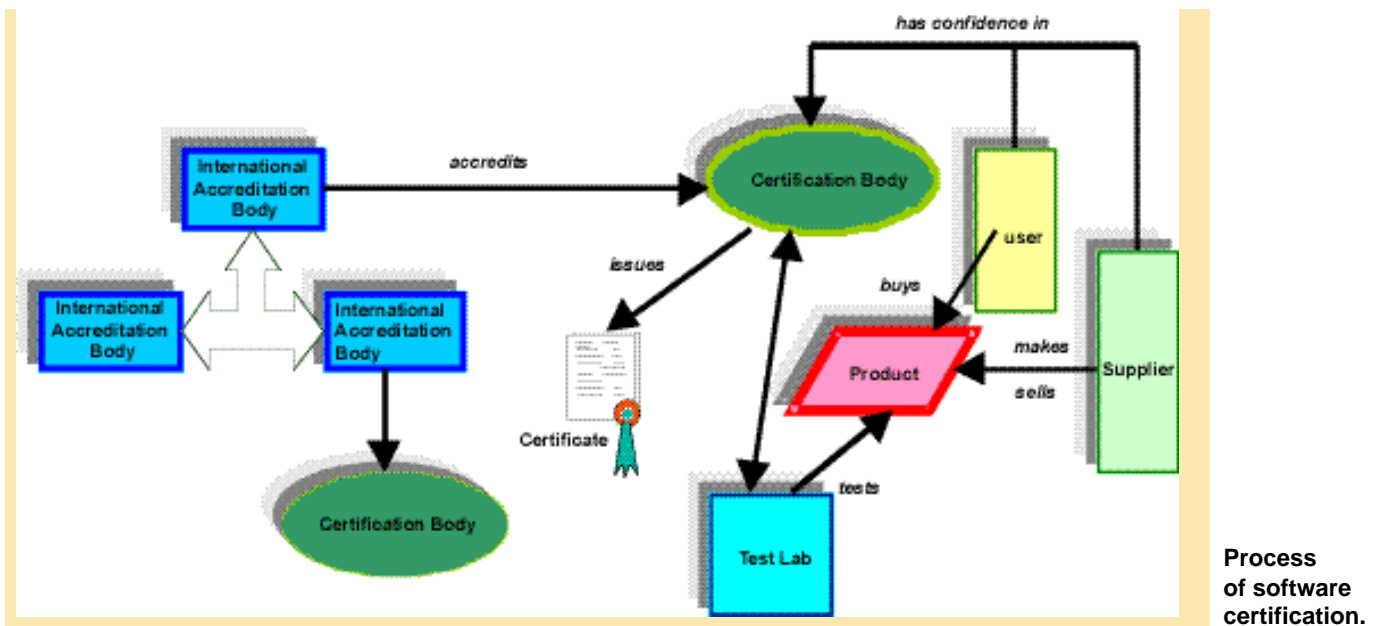 has confidence in
International
Accreditation
Body
accredits
Certification Body
user
issues
buys
International
Accreditation
Body
International
Accreditation
Body
makes
Product
Supplier
sells
Certificate
tests
Certification Body
Test Lab
Process
of software
certification.